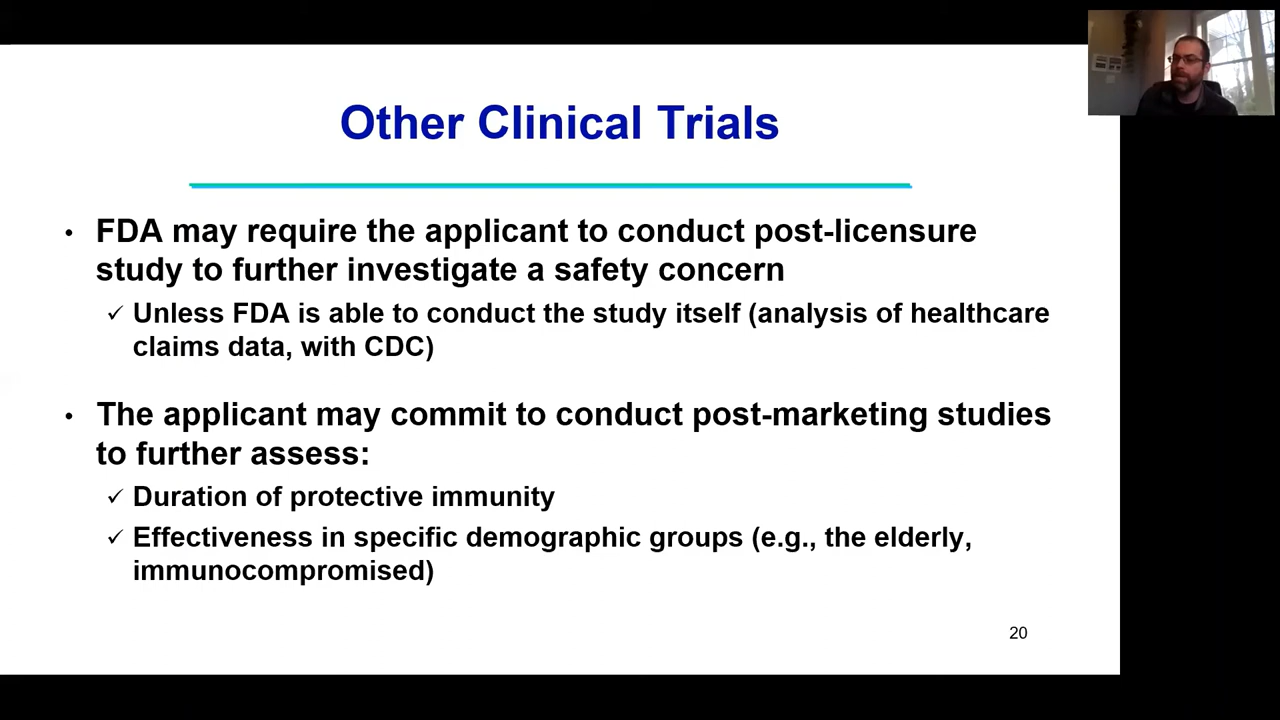 Other Clinical Trials
• FDA may require the applicant to conduct post-licensure
study to further investigate a safety concern
✓ Unless FDA is able to conduct the study itself (analysis of healthcare
claims data, with CDC)
• The applicant may commit to conduct post-marketing studies
to further assess:
✓ Duration of protective immunity
✓ Effectiveness in specific demographic groups (e.g., the elderly,
immunocompromised)
20